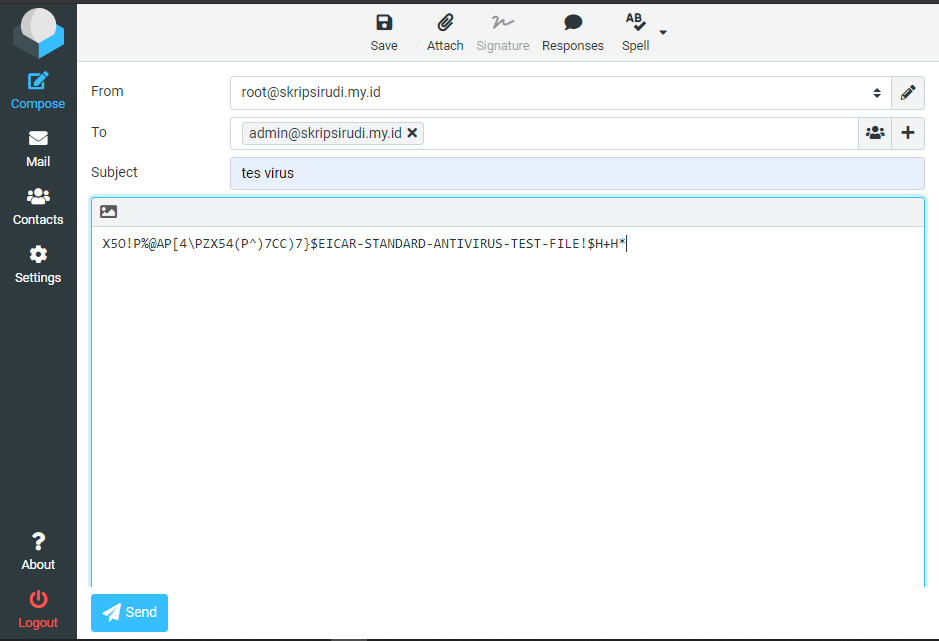 Save Attach Signature Responses Spell
Compose
Mail
Contacts
Settings
About
Logout
From root@skripsirudi.my.id
To admin@skripsirudi.my.id
Subject tes virus
X5O!P%@AP[4\PZX54(P^)7CC)7}$EICAR-STANDARD-ANTIVIRUS-TEST-FILE!$H+H*
Send